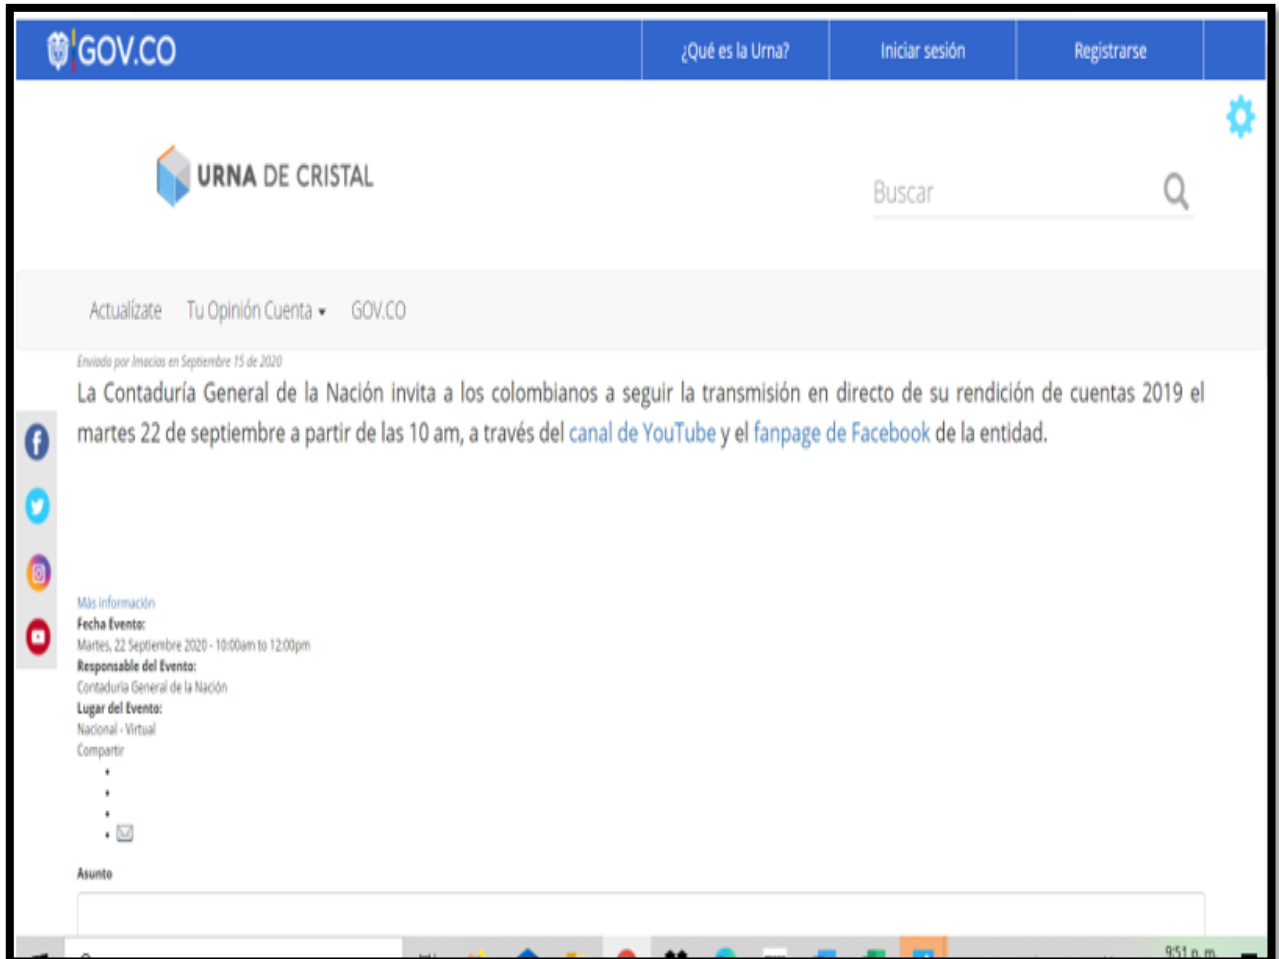 GOV.CO
¿Qué es la Urna?
Iniciar sesión
Registrarse
URNA DE CRISTAL
Buscar
Actualízate
Tu Opinión Cuenta
GOV.CO
Enviado por lmacias en Septiembre 15 de 2020
La Contaduría General de la Nación invita a los colombianos a seguir la transmisión en directo de su rendición de cuentas 2019 el
martes 22 de septiembre a partir de las 10 am, a través del canal de YouTube y el fanpage de Facebook de la entidad.
Más información
Fecha Evento:
Martes, 22 Septiembre 2020 - 10:00am to 12:00pm
Responsable del Evento:
Contaduría General de la Nación
Lugar del Evento:
Nacional - Virtual
Compartir
Asunto
9:51 p. m.